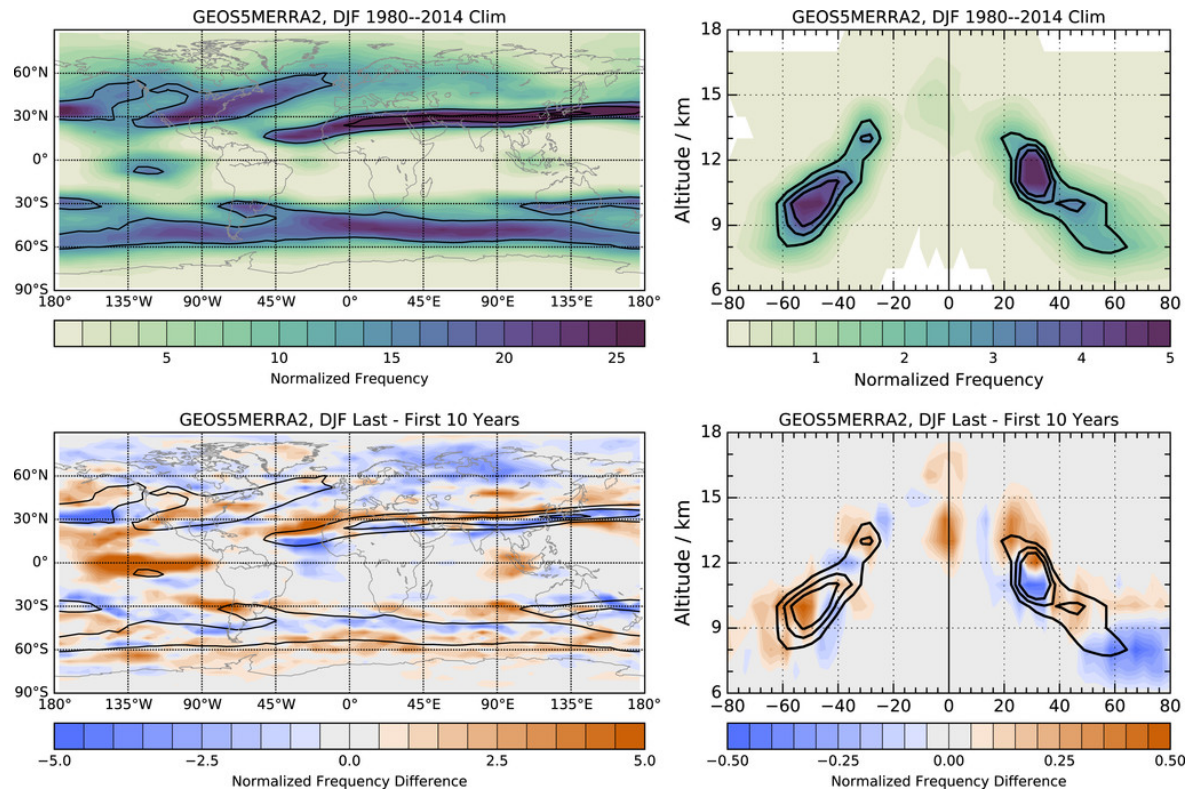 GEOS5MERRA2, DJF 1980--2014 Clim
60°N
30°N
0°
30°S
60°S
90°S
180° 135°W 90°W 45°W 0° 45°E 90°E 135°E 180°
5 10 15 20 25
Normalized Frequency
GEOS5MERRA2, DJF 1980--2014 Clim
Altitude / km
18
15
12
9
6
−80 −60 −40 −20 0 20 40 60 80
1 2 3 4 5
Normalized Frequency
GEOS5MERRA2, DJF Last - First 10 Years
60°N
30°N
0°
30°S
60°S
90°S
180° 135°W 90°W 45°W 0° 45°E 90°E 135°E 180°
−5.0 −2.5 0.0 2.5 5.0
Normalized Frequency Difference
GEOS5MERRA2, DJF Last - First 10 Years
Altitude / km
18
15
12
9
6
−80 −60 −40 −20 0 20 40 60 80
−0.50 −0.25 0.00 0.25 0.50
Normalized Frequency Difference